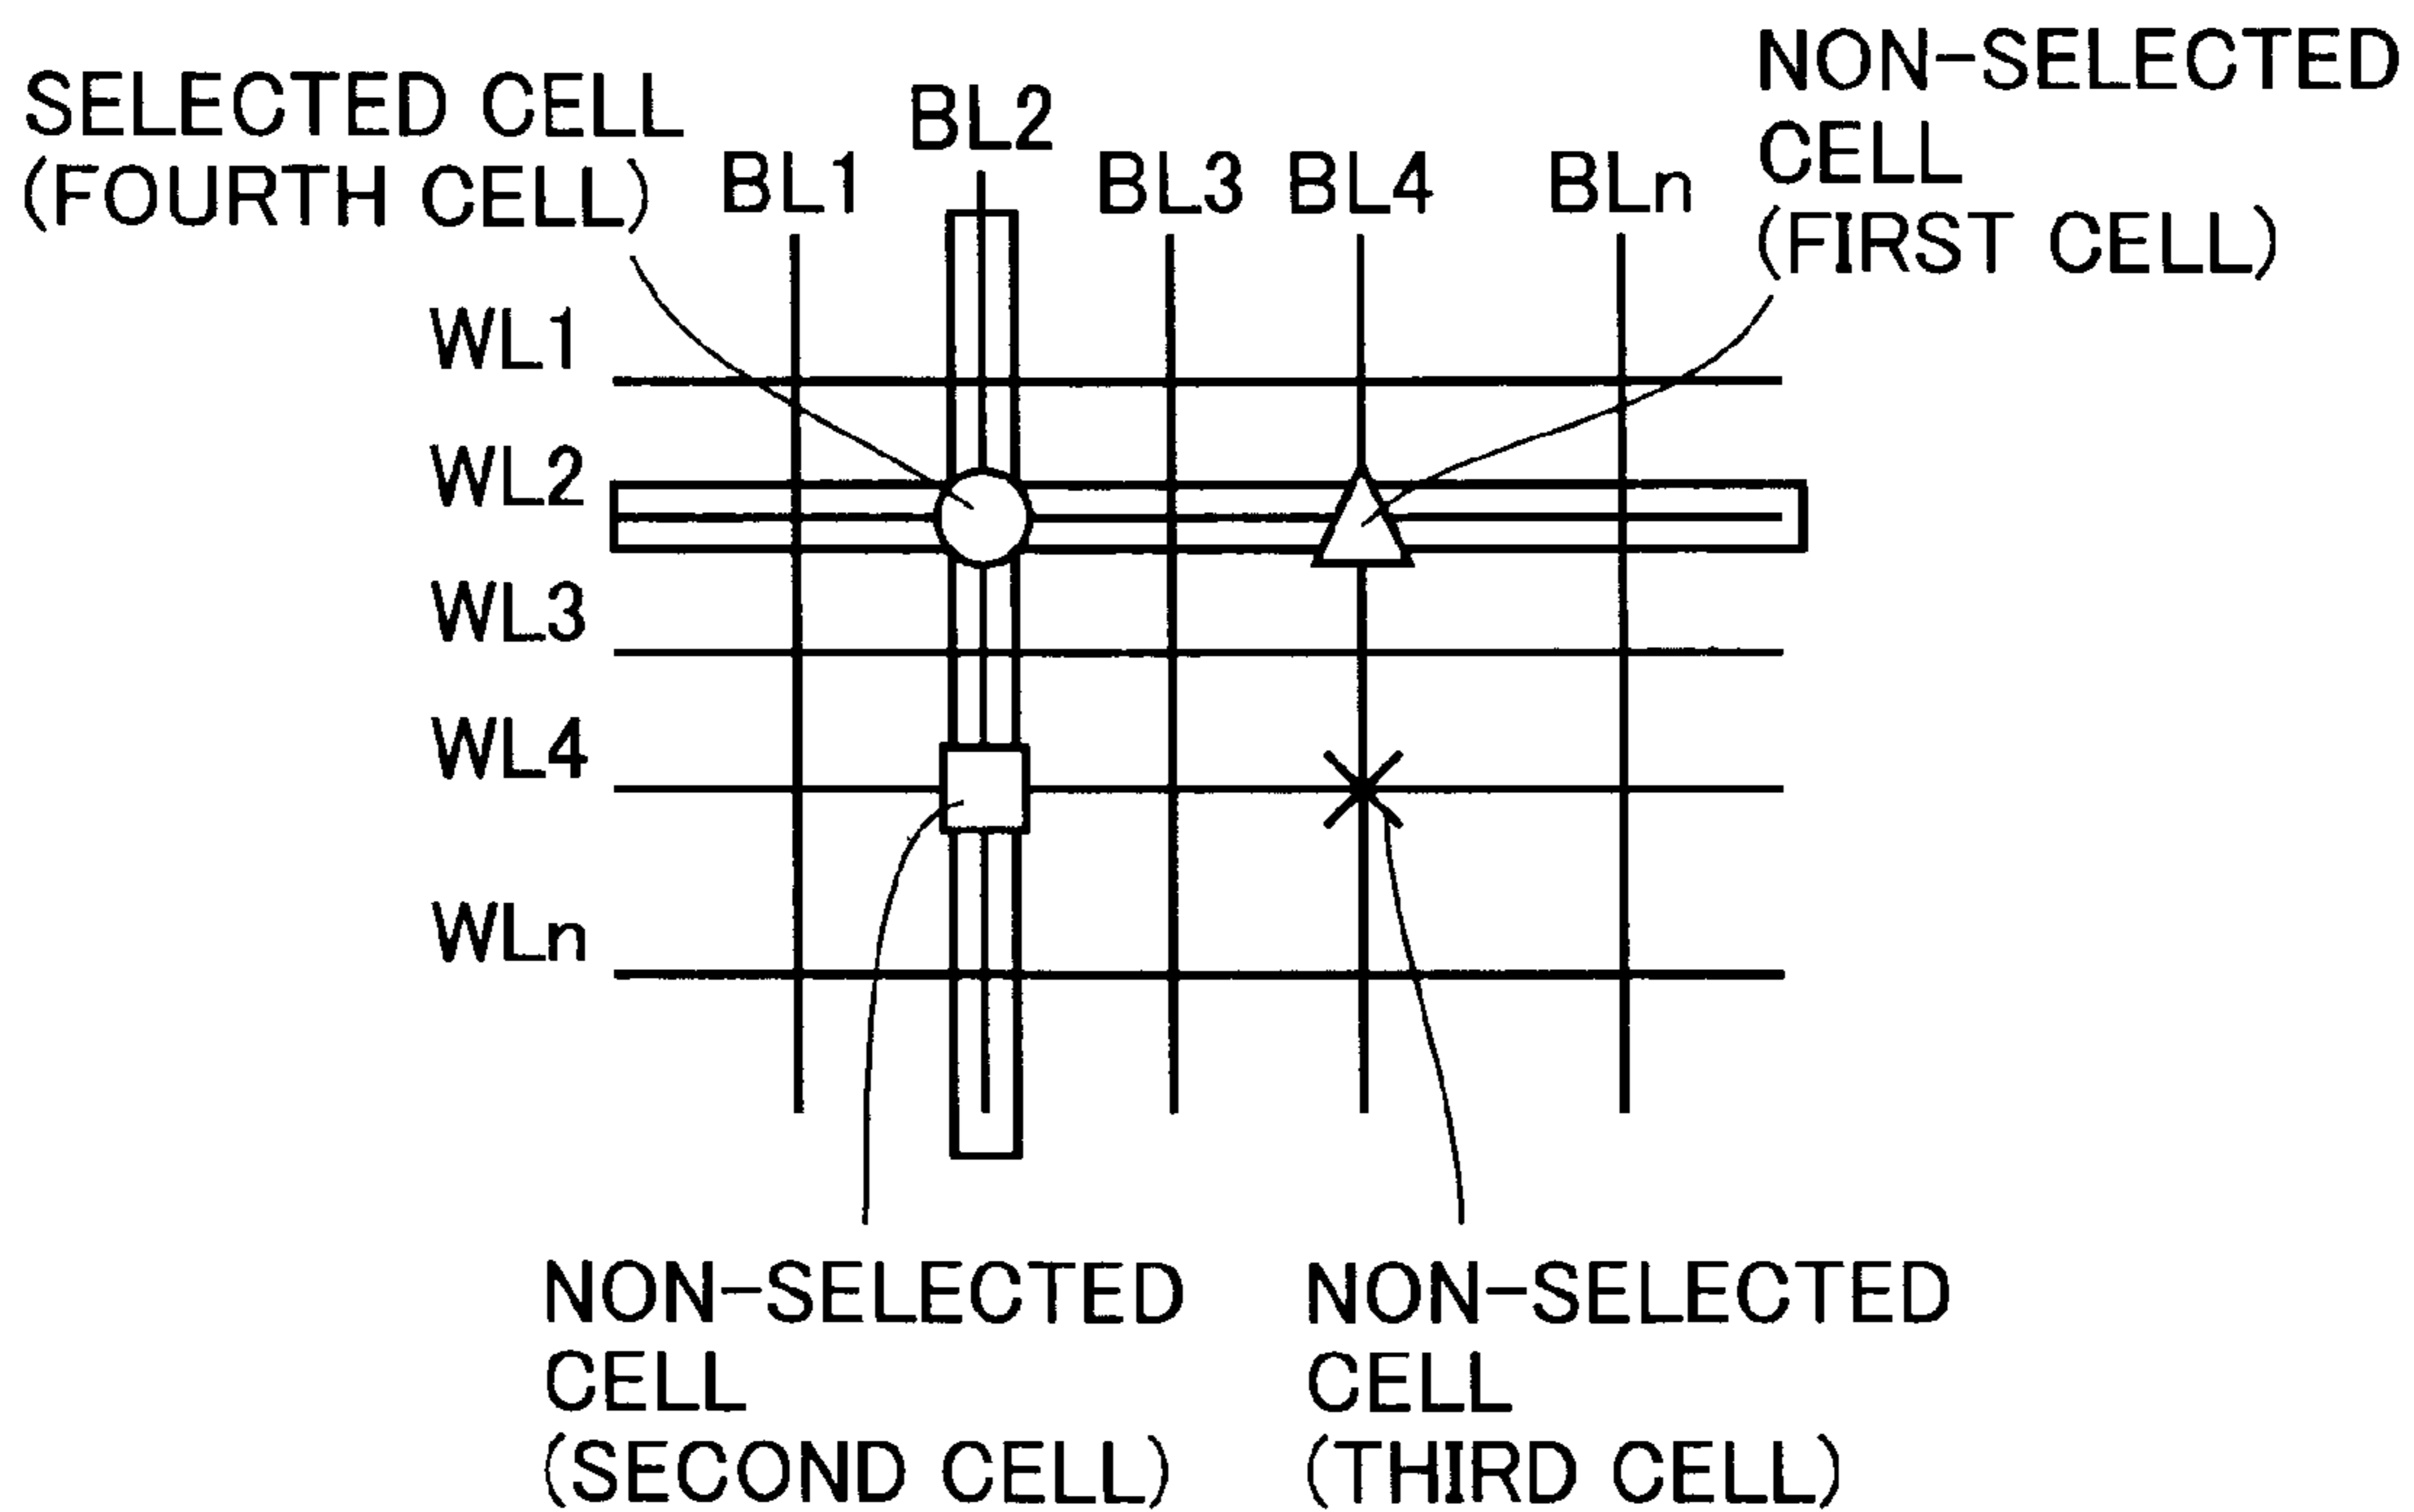 SELECTED CELL
(FOURTH CELL)
BL1
BL2
BL3
BL4
BLn
NON-SELECTED
CELL
(FIRST CELL)
WL1
WL2
WL3
WL4
WLn
NON-SELECTED
CELL
(SECOND CELL)
NON-SELECTED
CELL
(THIRD CELL)